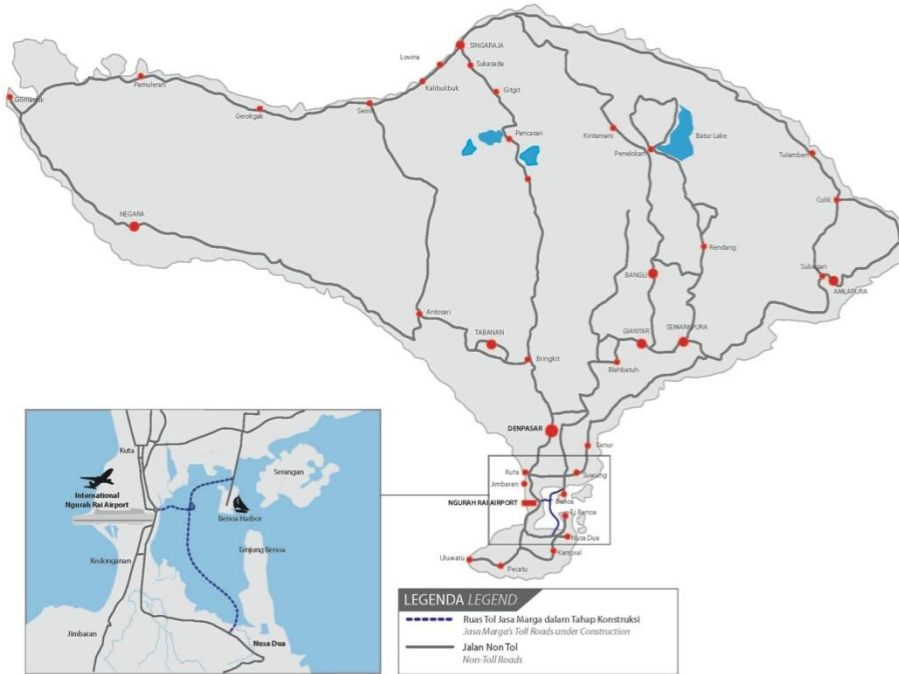 SINGARAJA
Lovina
Sukasada
Kalibukbuk
Gitgit
Pamuleran
Gilimanuk
Gerokgak
Seririt
Pancasari
Kintamani
Batur Lake
Penelokan
Tulamben
Culik
NEGARA
Rendang
BANGLI
Subagan
AMLAPURA
Antosari
TABANAN
GIANYAR
SEMARAPURA
Bringkit
Blahbatuh
DENPASAR
Sanur
Kuta
Suwung
Jimbaran
NGURAH RAI AIRPORT
Benoa
Tj Benoa
Nusa Dua
Kampial
Uluwatu
Pecatu
Kuta
Serangan
International
Ngurah Rai Airport
Benoa Harbor
Tanjung Benoa
Kedonganan
Jimbaran
Nusa Dua
LEGENDA LEGEND
Ruas Tol Jasa Marga dalam Tahap Konstruksi
Jasa Marga's Toll Roads under Construction
Jalan Non Tol
Non-Toll Roads